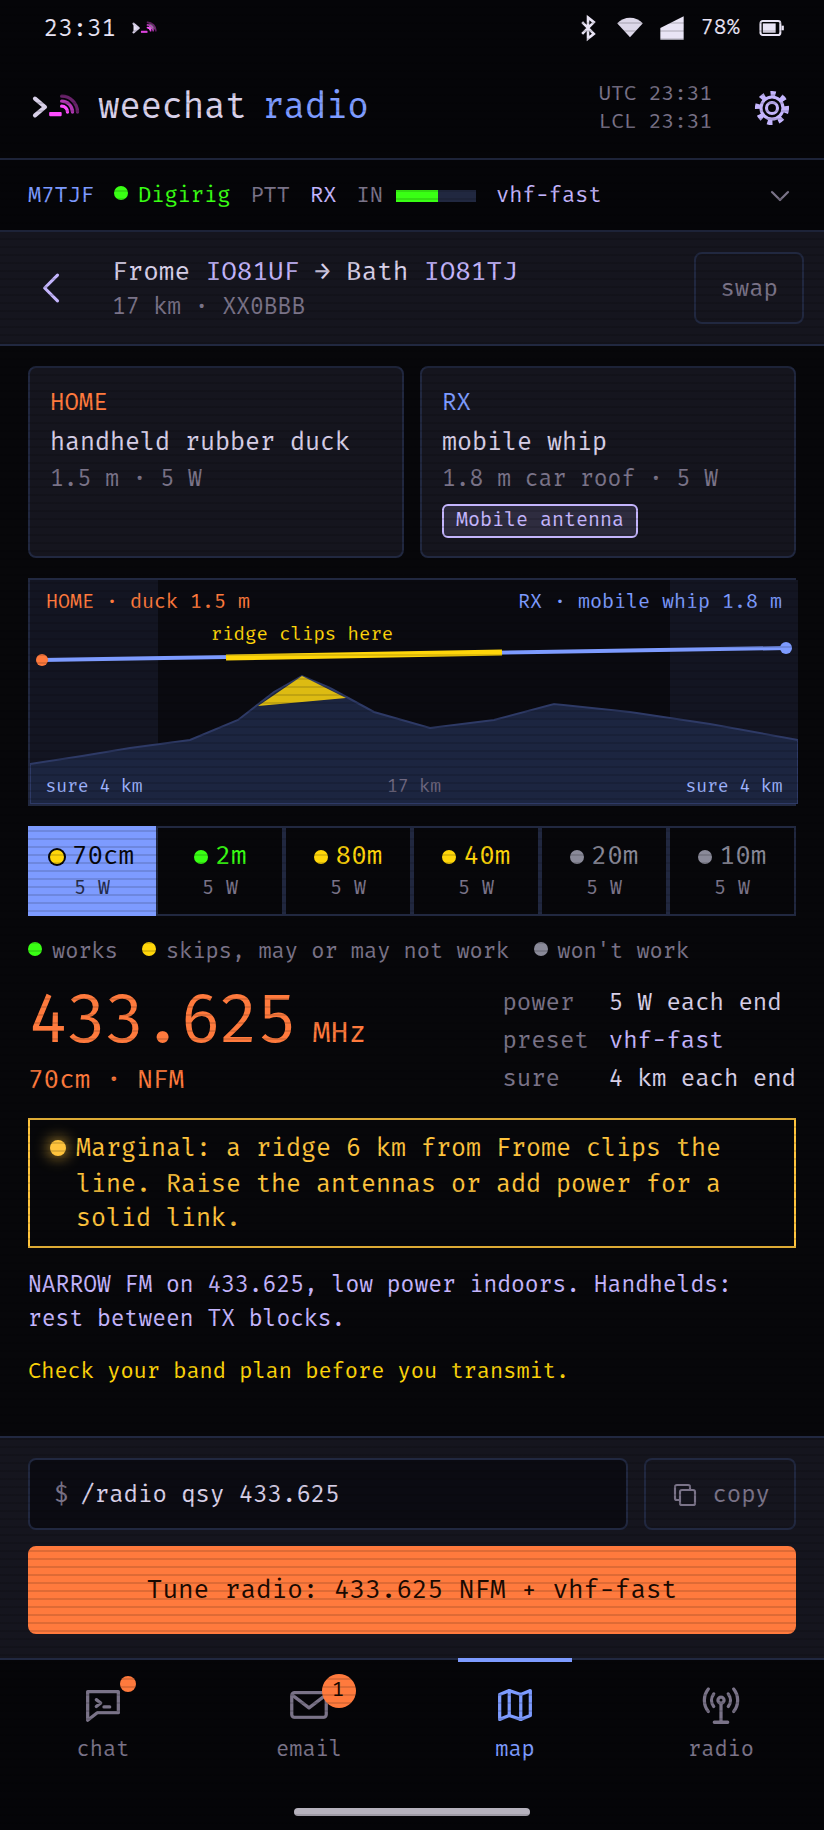 23:31
78%
weechat radio
UTC 23:31
LCL 23:31
M7TJF Digirig PTT RX IN vhf-fast
Frome IO81UF → Bath IO81TJ
17 km · XX0BBB
swap
HOME
handheld rubber duck
1.5 m · 5 W
RX
mobile whip
1.8 m car roof · 5 W
Mobile antenna
HOME · duck 1.5 m
RX · mobile whip 1.8 m
ridge clips here
sure 4 km
17 km
sure 4 km
70cm 2m 80m 40m 20m 10m
5 W 5 W 5 W 5 W 5 W 5 W
works skips, may or may not work won't work
433.625 MHz
70cm · NFM
power 5 W each end
preset vhf-fast
sure 4 km each end
Marginal: a ridge 6 km from Frome clips the
line. Raise the antennas or add power for a
solid link.
NARROW FM on 433.625, low power indoors. Handhelds:
rest between TX blocks.
Check your band plan before you transmit.
$ /radio qsy 433.625
copy
Tune radio: 433.625 NFM + vhf-fast
1
chat email map radio